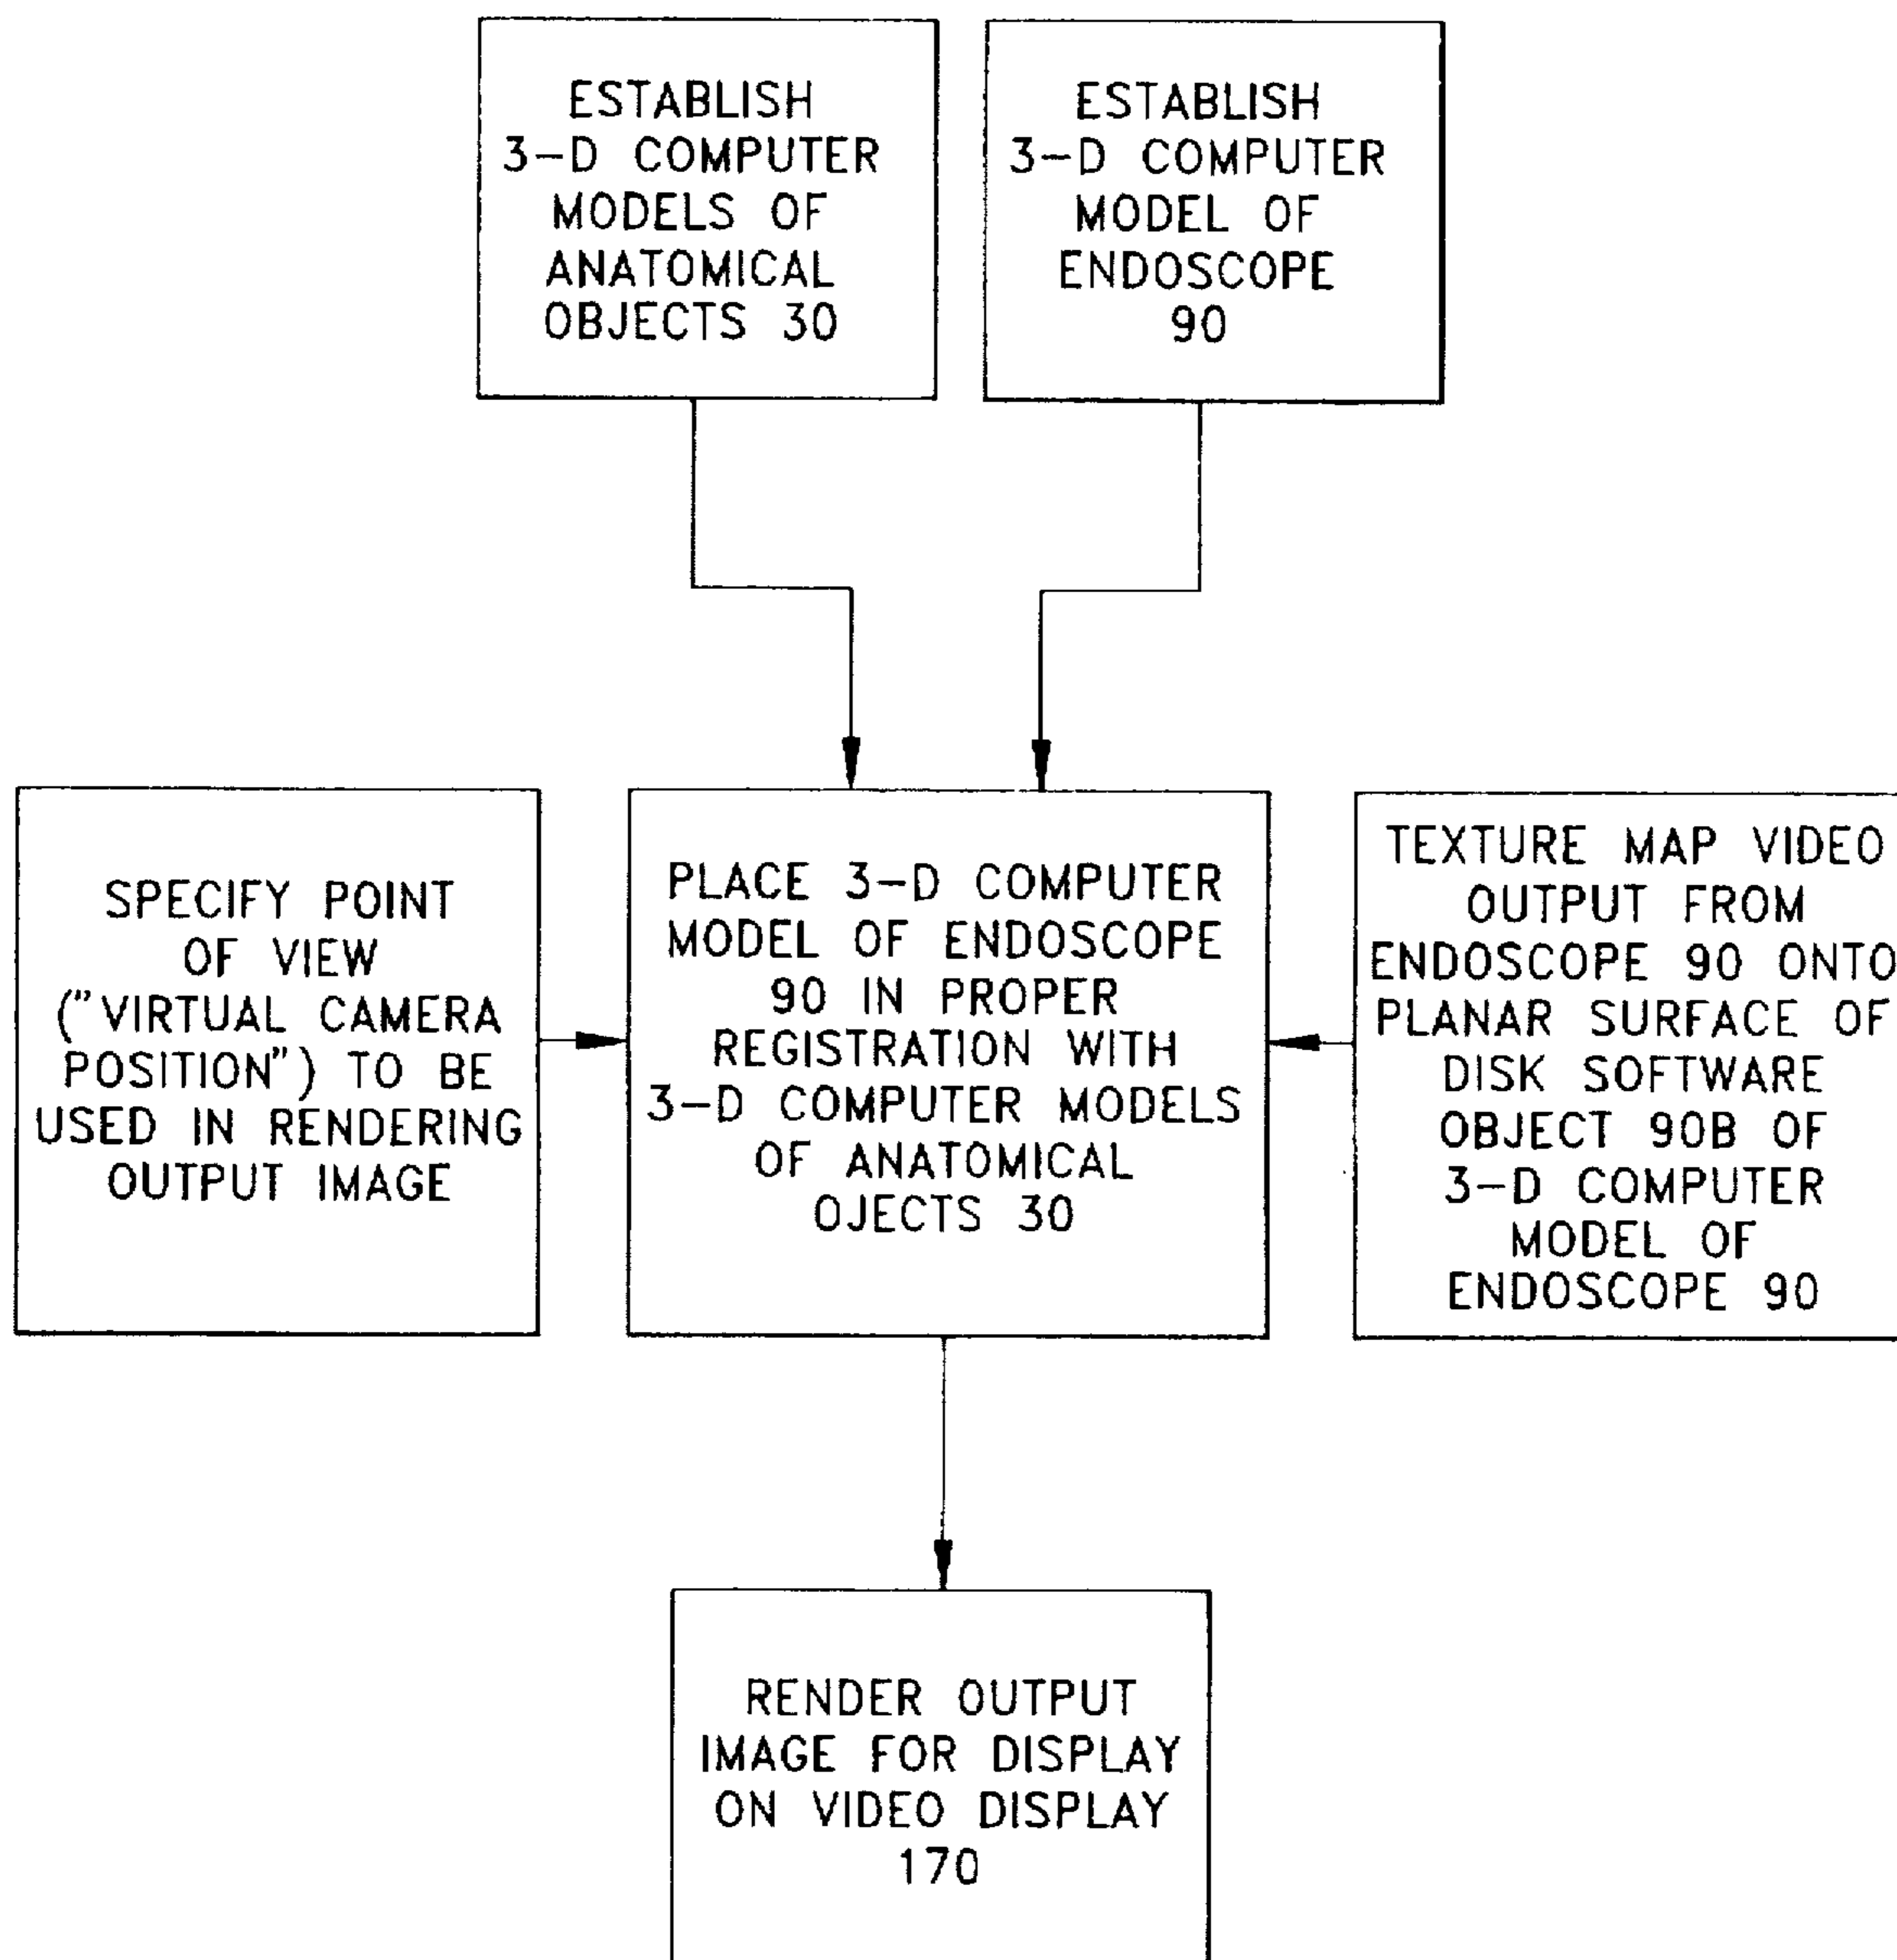 ESTABLISH
3-D COMPUTER
MODELS OF
ANATOMICAL
OBJECTS 30
ESTABLISH
3-D COMPUTER
MODEL OF
ENDOSCOPE
90
SPECIFY POINT
OF VIEW
("VIRTUAL CAMERA
POSITION") TO BE
USED IN RENDERING
OUTPUT IMAGE
PLACE 3-D COMPUTER
MODEL OF ENDOSCOPE
90 IN PROPER
REGISTRATION WITH
3-D COMPUTER MODELS
OF ANATOMICAL
OJECTS 30
TEXTURE MAP VIDEO
OUTPUT FROM
ENDOSCOPE 90 ONTO
PLANAR SURFACE OF
DISK SOFTWARE
OBJECT 90B OF
3-D COMPUTER
MODEL OF
ENDOSCOPE 90
RENDER OUTPUT
IMAGE FOR DISPLAY
ON VIDEO DISPLAY
170